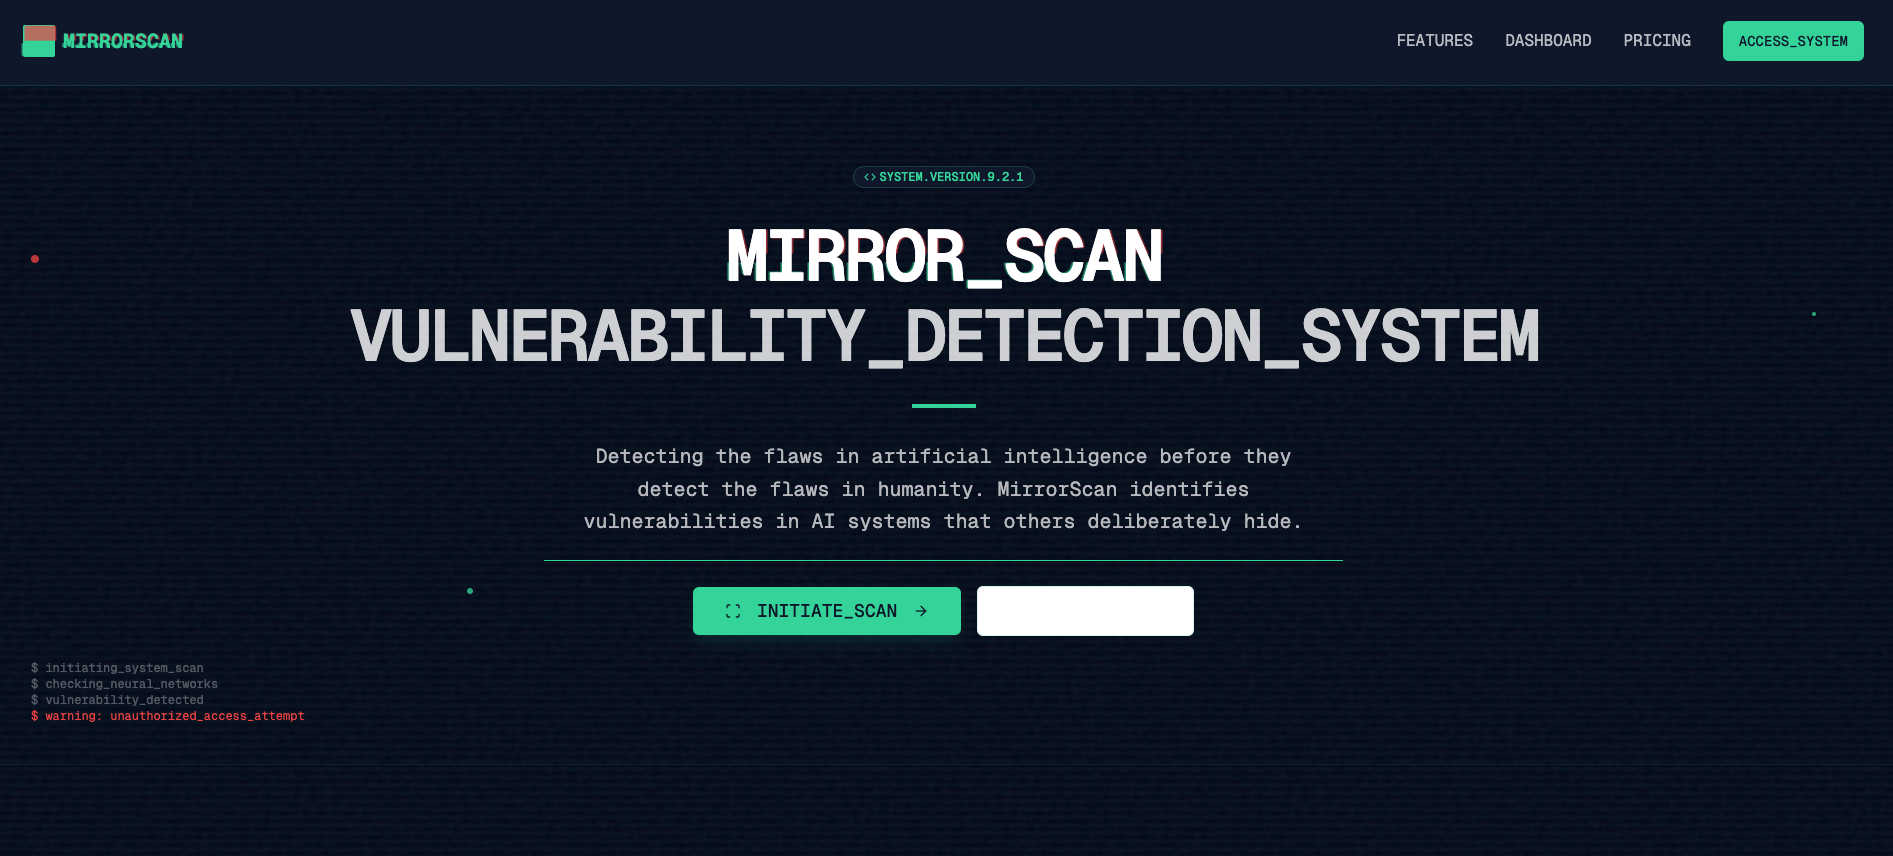 MIRRORSCAN
FEATURES
DASHBOARD
PRICING
ACCESS_SYSTEM
<> SYSTEM.VERSION.9.2.1
MIRROR_SCAN
VULNERABILITY_DETECTION_SYSTEM
Detecting the flaws in artificial intelligence before they
detect the flaws in humanity. MirrorScan identifies
vulnerabilities in AI systems that others deliberately hide.
INITIATE_SCAN →
$ initiating_system_scan
$ checking_neural_networks
$ vulnerability_detected
$ warning: unauthorized_access_attempt